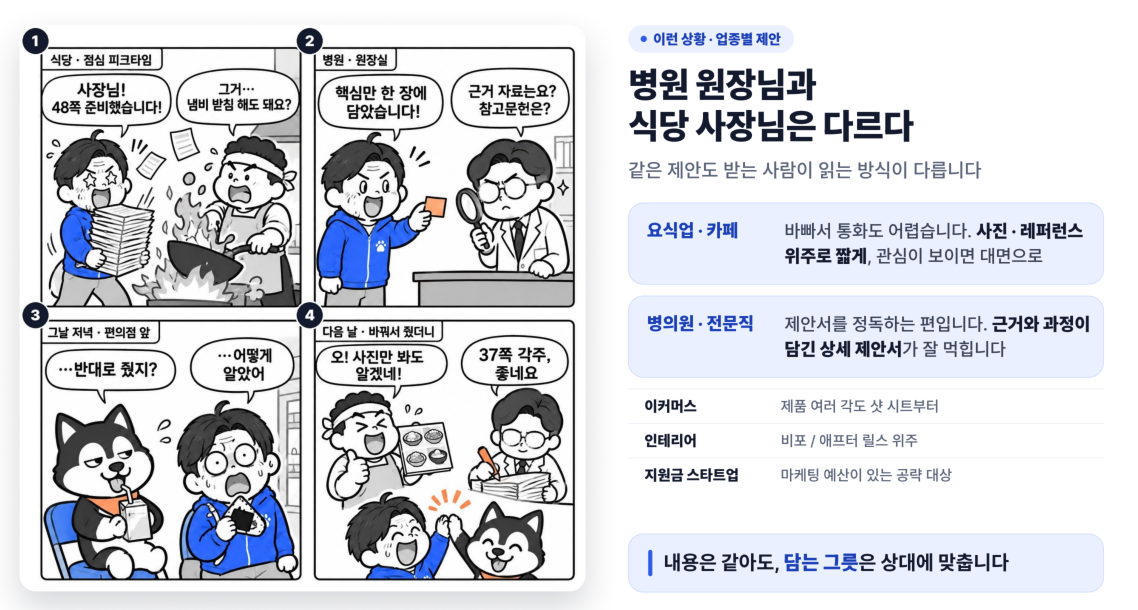 1
식당 · 점심 피크타임
사장님!
48쪽 준비했습니다!
그거…
냄비 받침 해도 돼요?
2
병원 · 원장실
핵심만 한 장에
담았습니다!
근거 자료는요?
참고문헌은?
3
그날 저녁 · 편의점 앞
…반대로 줬지?
…어떻게
알았어
4
다음 날 · 바꿔서 줬더니
오! 사진만 봐도
알겠네!
37쪽 각주,
좋네요
이런 상황 · 업종별 제안
병원 원장님과
식당 사장님은 다르다
같은 제안도 받는 사람이 읽는 방식이 다릅니다
요식업 · 카페
바빠서 통화도 어렵습니다. 사진 · 레퍼런스
위주로 짧게, 관심이 보이면 대면으로
병의원 · 전문직
제안서를 정독하는 편입니다. 근거와 과정이
담긴 상세 제안서가 잘 먹힙니다
이커머스
제품 여러 각도 샷 시트부터
인테리어
비포 / 애프터 릴스 위주
지원금 스타트업
마케팅 예산이 있는 공략 대상
내용은 같아도, 담는 그릇은 상대에 맞춥니다